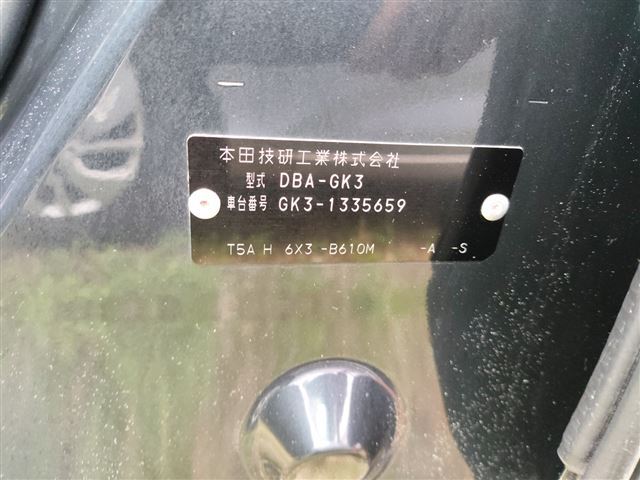 本田技研工業株式会社
型式 DBA-GK3
車台番号 GK3-1335659
T5A H 6X3 -B610M -A -S